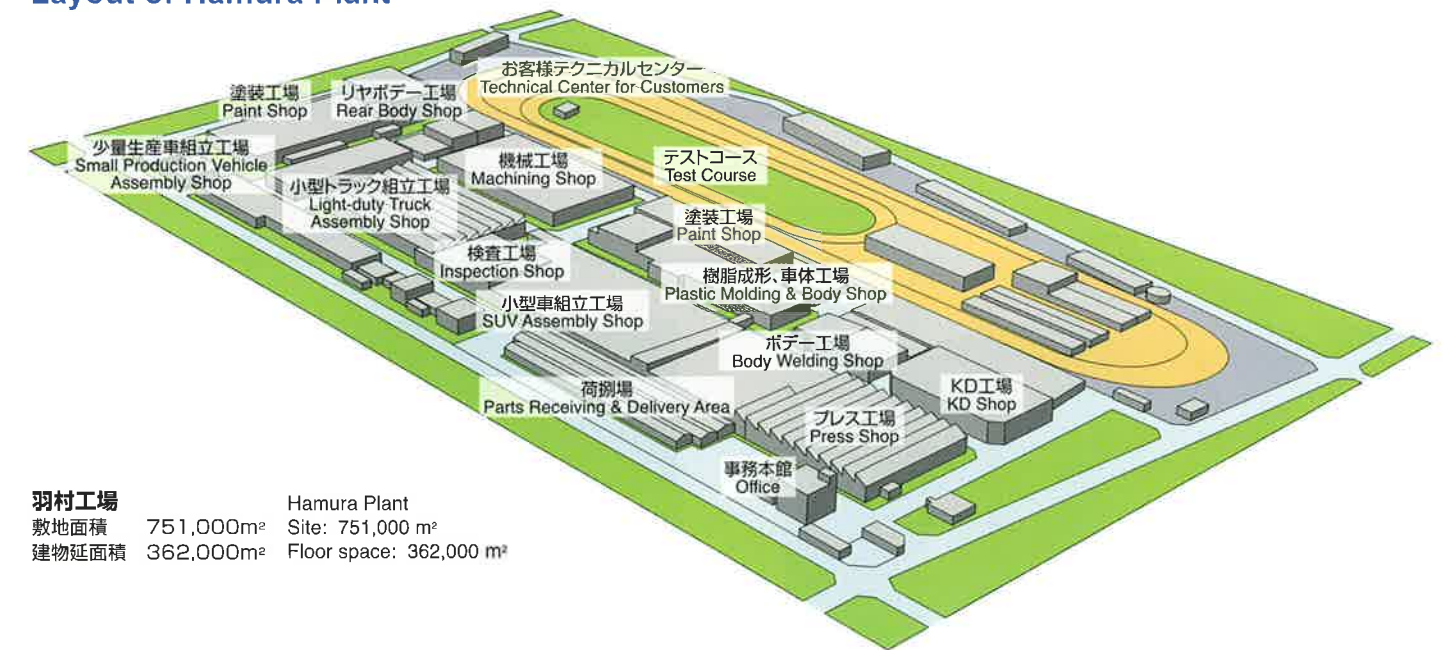 Layout of Hamura Plant
お客様テクニカルセンター
Technical Center for Customers
塗装工場
Paint Shop
リヤボデー工場
Rear Body Shop
少量生産車組立工場
Small Production Vehicle
Assembly Shop
小型トラック組立工場
Light-duty Truck
Assembly Shop
機械工場
Machining Shop
テストコース
Test Course
塗装工場
Paint Shop
検査工場
Inspection Shop
樹脂成形、車体工場
Plastic Molding & Body Shop
小型車組立工場
SUV Assembly Shop
ボデー工場
Body Welding Shop
荷捌場
Parts Receiving & Delivery Area
KD工場
KD Shop
プレス工場
Press Shop
事務本館
Office
羽村工場 Hamura Plant
敷地面積 751,000m² Site: 751,000 m²
建物延面積 362,000m² Floor space: 362,000 m²